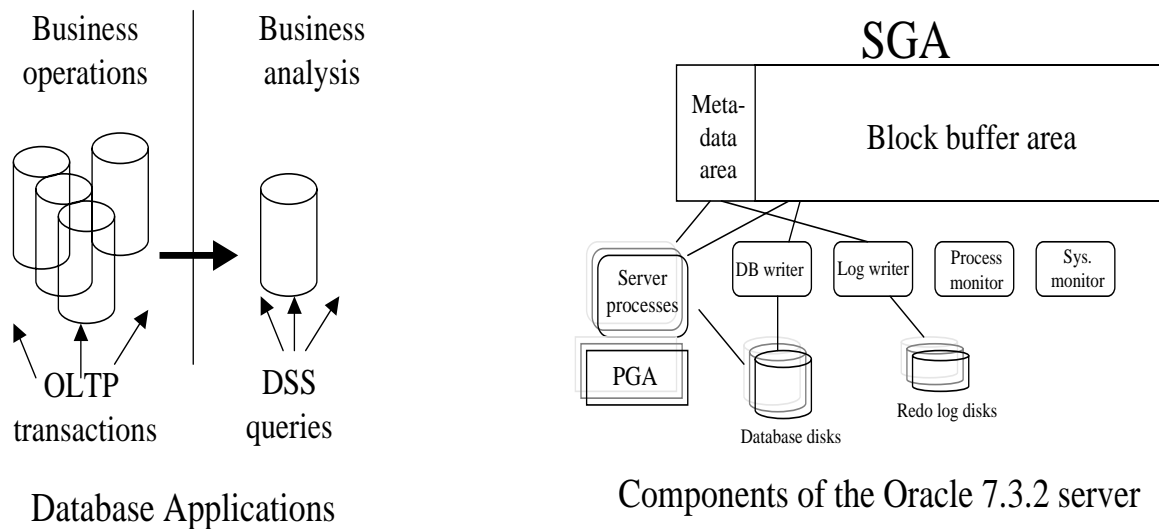 Business
operations
Business
analysis
OLTP
transactions
DSS
queries
Database Applications
SGA
Meta-
data
area
Block buffer area
Server
processes
DB writer
Log writer
Process
monitor
Sys.
monitor
PGA
Database disks
Redo log disks
Components of the Oracle 7.3.2 server